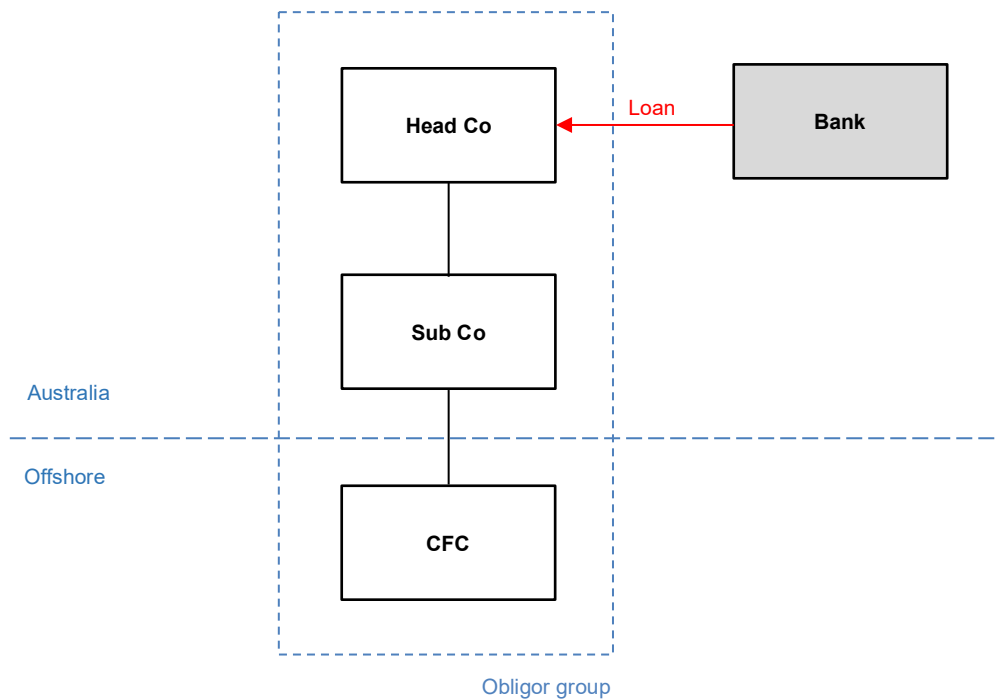 Head Co
Loan
Bank
Sub Co
Australia
Offshore
CFC
Obligor group